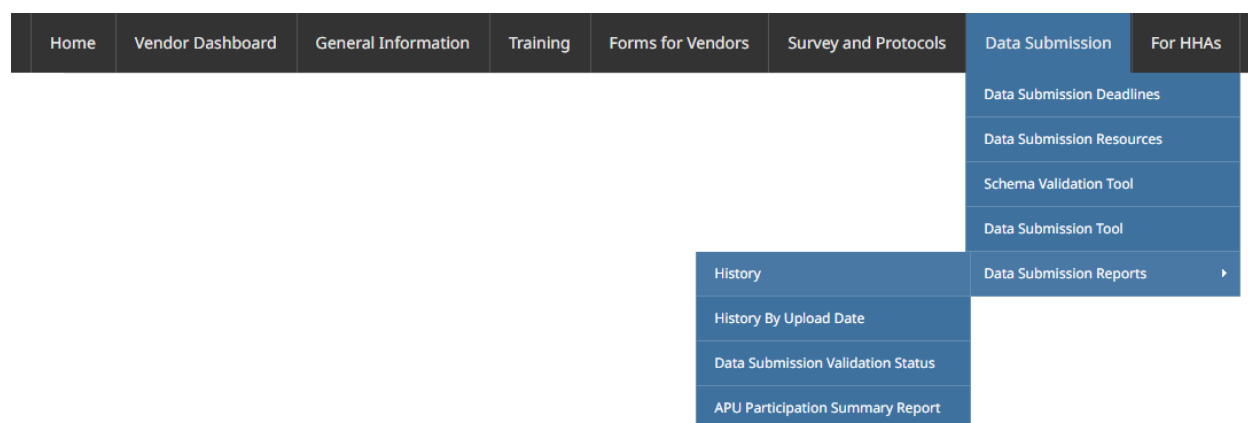 Home Vendor Dashboard General Information Training Forms for Vendors Survey and Protocols Data Submission For HHAs
Data Submission Deadlines
Data Submission Resources
Schema Validation Tool
Data Submission Tool
Data Submission Reports
History
History By Upload Date
Data Submission Validation Status
APU Participation Summary Report